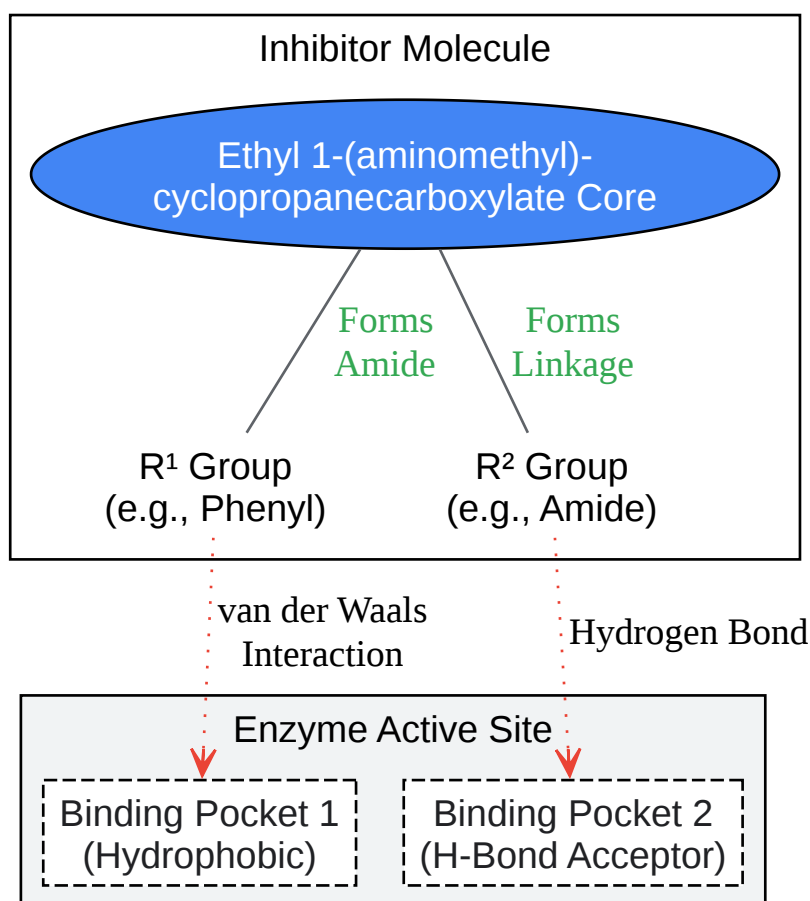 Inhibitor Molecule
Ethyl 1-(aminomethyl)-
cyclopropanecarboxylate Core
Forms
Amide
Forms
Linkage
R¹ Group
(e.g., Phenyl)
R² Group
(e.g., Amide)
van der Waals
Interaction
Hydrogen Bond
Enzyme Active Site
Binding Pocket 1
(Hydrophobic)
Binding Pocket 2
(H-Bond Acceptor)